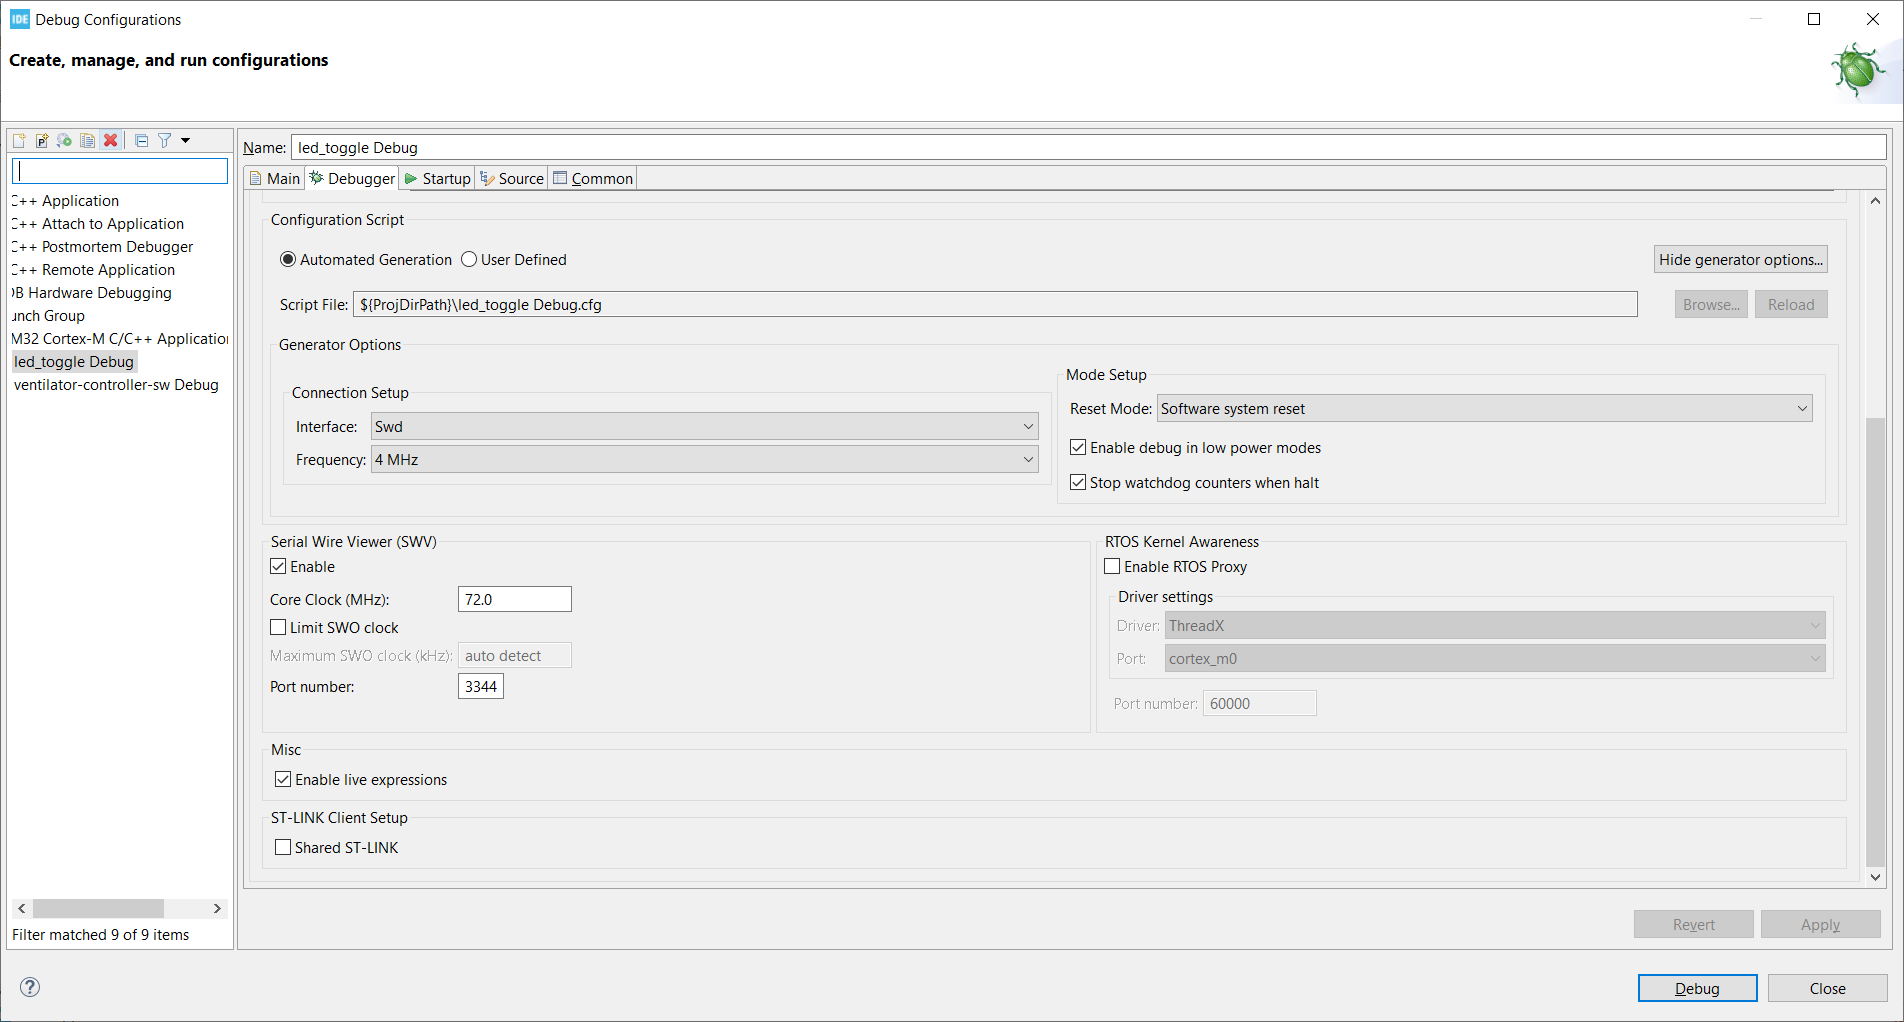 IDE Debug Configurations
Create, manage, and run configurations
C++ Application
C++ Attach to Application
C++ Postmortem Debugger
C++ Remote Application
DB Hardware Debugging
unch Group
M32 Cortex-M C/C++ Application
led_toggle Debug
ventilator-controller-sw Debug
Filter matched 9 of 9 items
Name: led_toggle Debug
Main Debugger Startup Source Common
Configuration Script
Automated Generation User Defined Hide generator options...
Script File: ${ProjDirPath}\led_toggle Debug.cfg Browse... Reload
Generator Options
Connection Setup
Interface: Swd
Frequency: 4 MHz
Mode Setup
Reset Mode: Software system reset
Enable debug in low power modes
Stop watchdog counters when halt
Serial Wire Viewer (SWV)
Enable
Core Clock (MHz): 72.0
Limit SWO clock
Maximum SWO clock (kHz): auto detect
Port number: 3344
RTOS Kernel Awareness
Enable RTOS Proxy
Driver settings
Driver: ThreadX
Port: cortex_m0
Port number: 60000
Misc
Enable live expressions
ST-LINK Client Setup
Shared ST-LINK
Revert Apply
? Debug Close